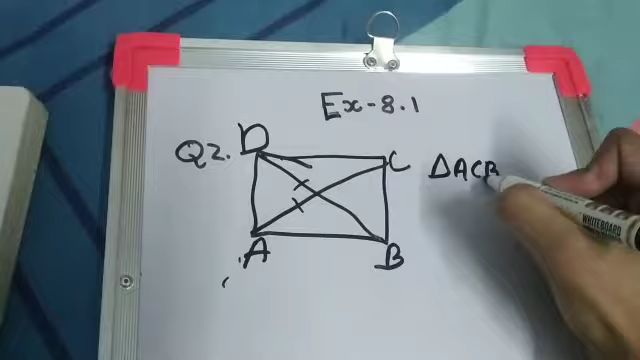 Ex-8.1
Q2.
D
C
ΔACB
A
B
WHITEBOARD